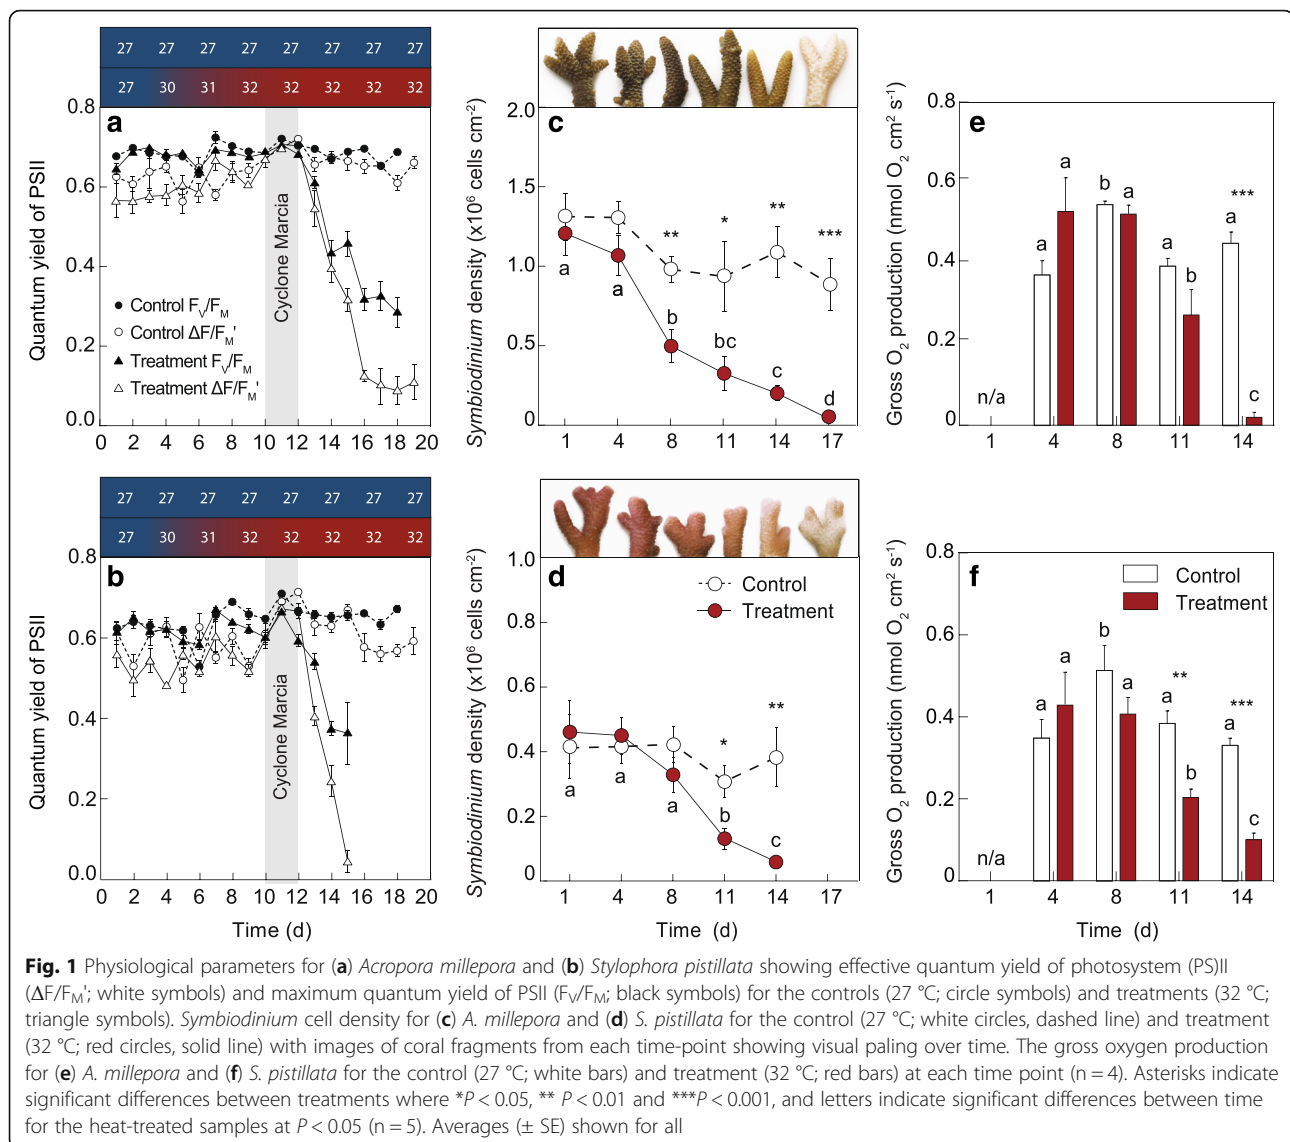 27 27 27 27 27 27 27 27
27 30 31 32 32 32 32 32
a
Quantum yield of PSII
0.8
0.6
0.4
0.2
0.0
Cyclone Marcia
Control FV/FM
Control ΔF/FM'
Treatment FV/FM
Treatment ΔF/FM'
0 2 4 6 8 10 12 14 16 18 20
c
Symbiodinium density (x10⁶ cells cm⁻²)
2.0
1.5
1.0
0.5
0
** * ** ***
a a b bc c d
1 4 8 11 14 17
e
Gross O₂ production (nmol O₂ cm² s⁻¹)
0.8
0.6
0.4
0.2
0
n/a
a a b a a b a c
***
1 4 8 11 14
27 27 27 27 27 27 27 27
27 30 31 32 32 32 32 32
b
Quantum yield of PSII
0.8
0.6
0.4
0.2
0.0
Cyclone Marcia
0 2 4 6 8 10 12 14 16 18 20
Time (d)
d
Symbiodinium density (x10⁶ cells cm⁻²)
1.0
0.8
0.6
0.4
0.2
0
Control
Treatment
* **
a a a b c
1 4 8 11 14 17
Time (d)
f
Gross O₂ production (nmol O₂ cm² s⁻¹)
0.8
0.6
0.4
0.2
0
Control
Treatment
n/a
a a b a a b a c
** ***
1 4 8 11 14
Time (d)
Fig. 1 Physiological parameters for (a) Acropora millepora and (b) Stylophora pistillata showing effective quantum yield of photosystem (PS)II
(ΔF/FM'; white symbols) and maximum quantum yield of PSII (FV/FM; black symbols) for the controls (27 °C; circle symbols) and treatments (32 °C;
triangle symbols). Symbiodinium cell density for (c) A. millepora and (d) S. pistillata for the control (27 °C; white circles, dashed line) and treatment
(32 °C; red circles, solid line) with images of coral fragments from each time-point showing visual paling over time. The gross oxygen production
for (e) A. millepora and (f) S. pistillata for the control (27 °C; white bars) and treatment (32 °C; red bars) at each time point (n = 4). Asterisks indicate
significant differences between treatments where *P < 0.05, ** P < 0.01 and ***P < 0.001, and letters indicate significant differences between time
for the heat-treated samples at P < 0.05 (n = 5). Averages (± SE) shown for all